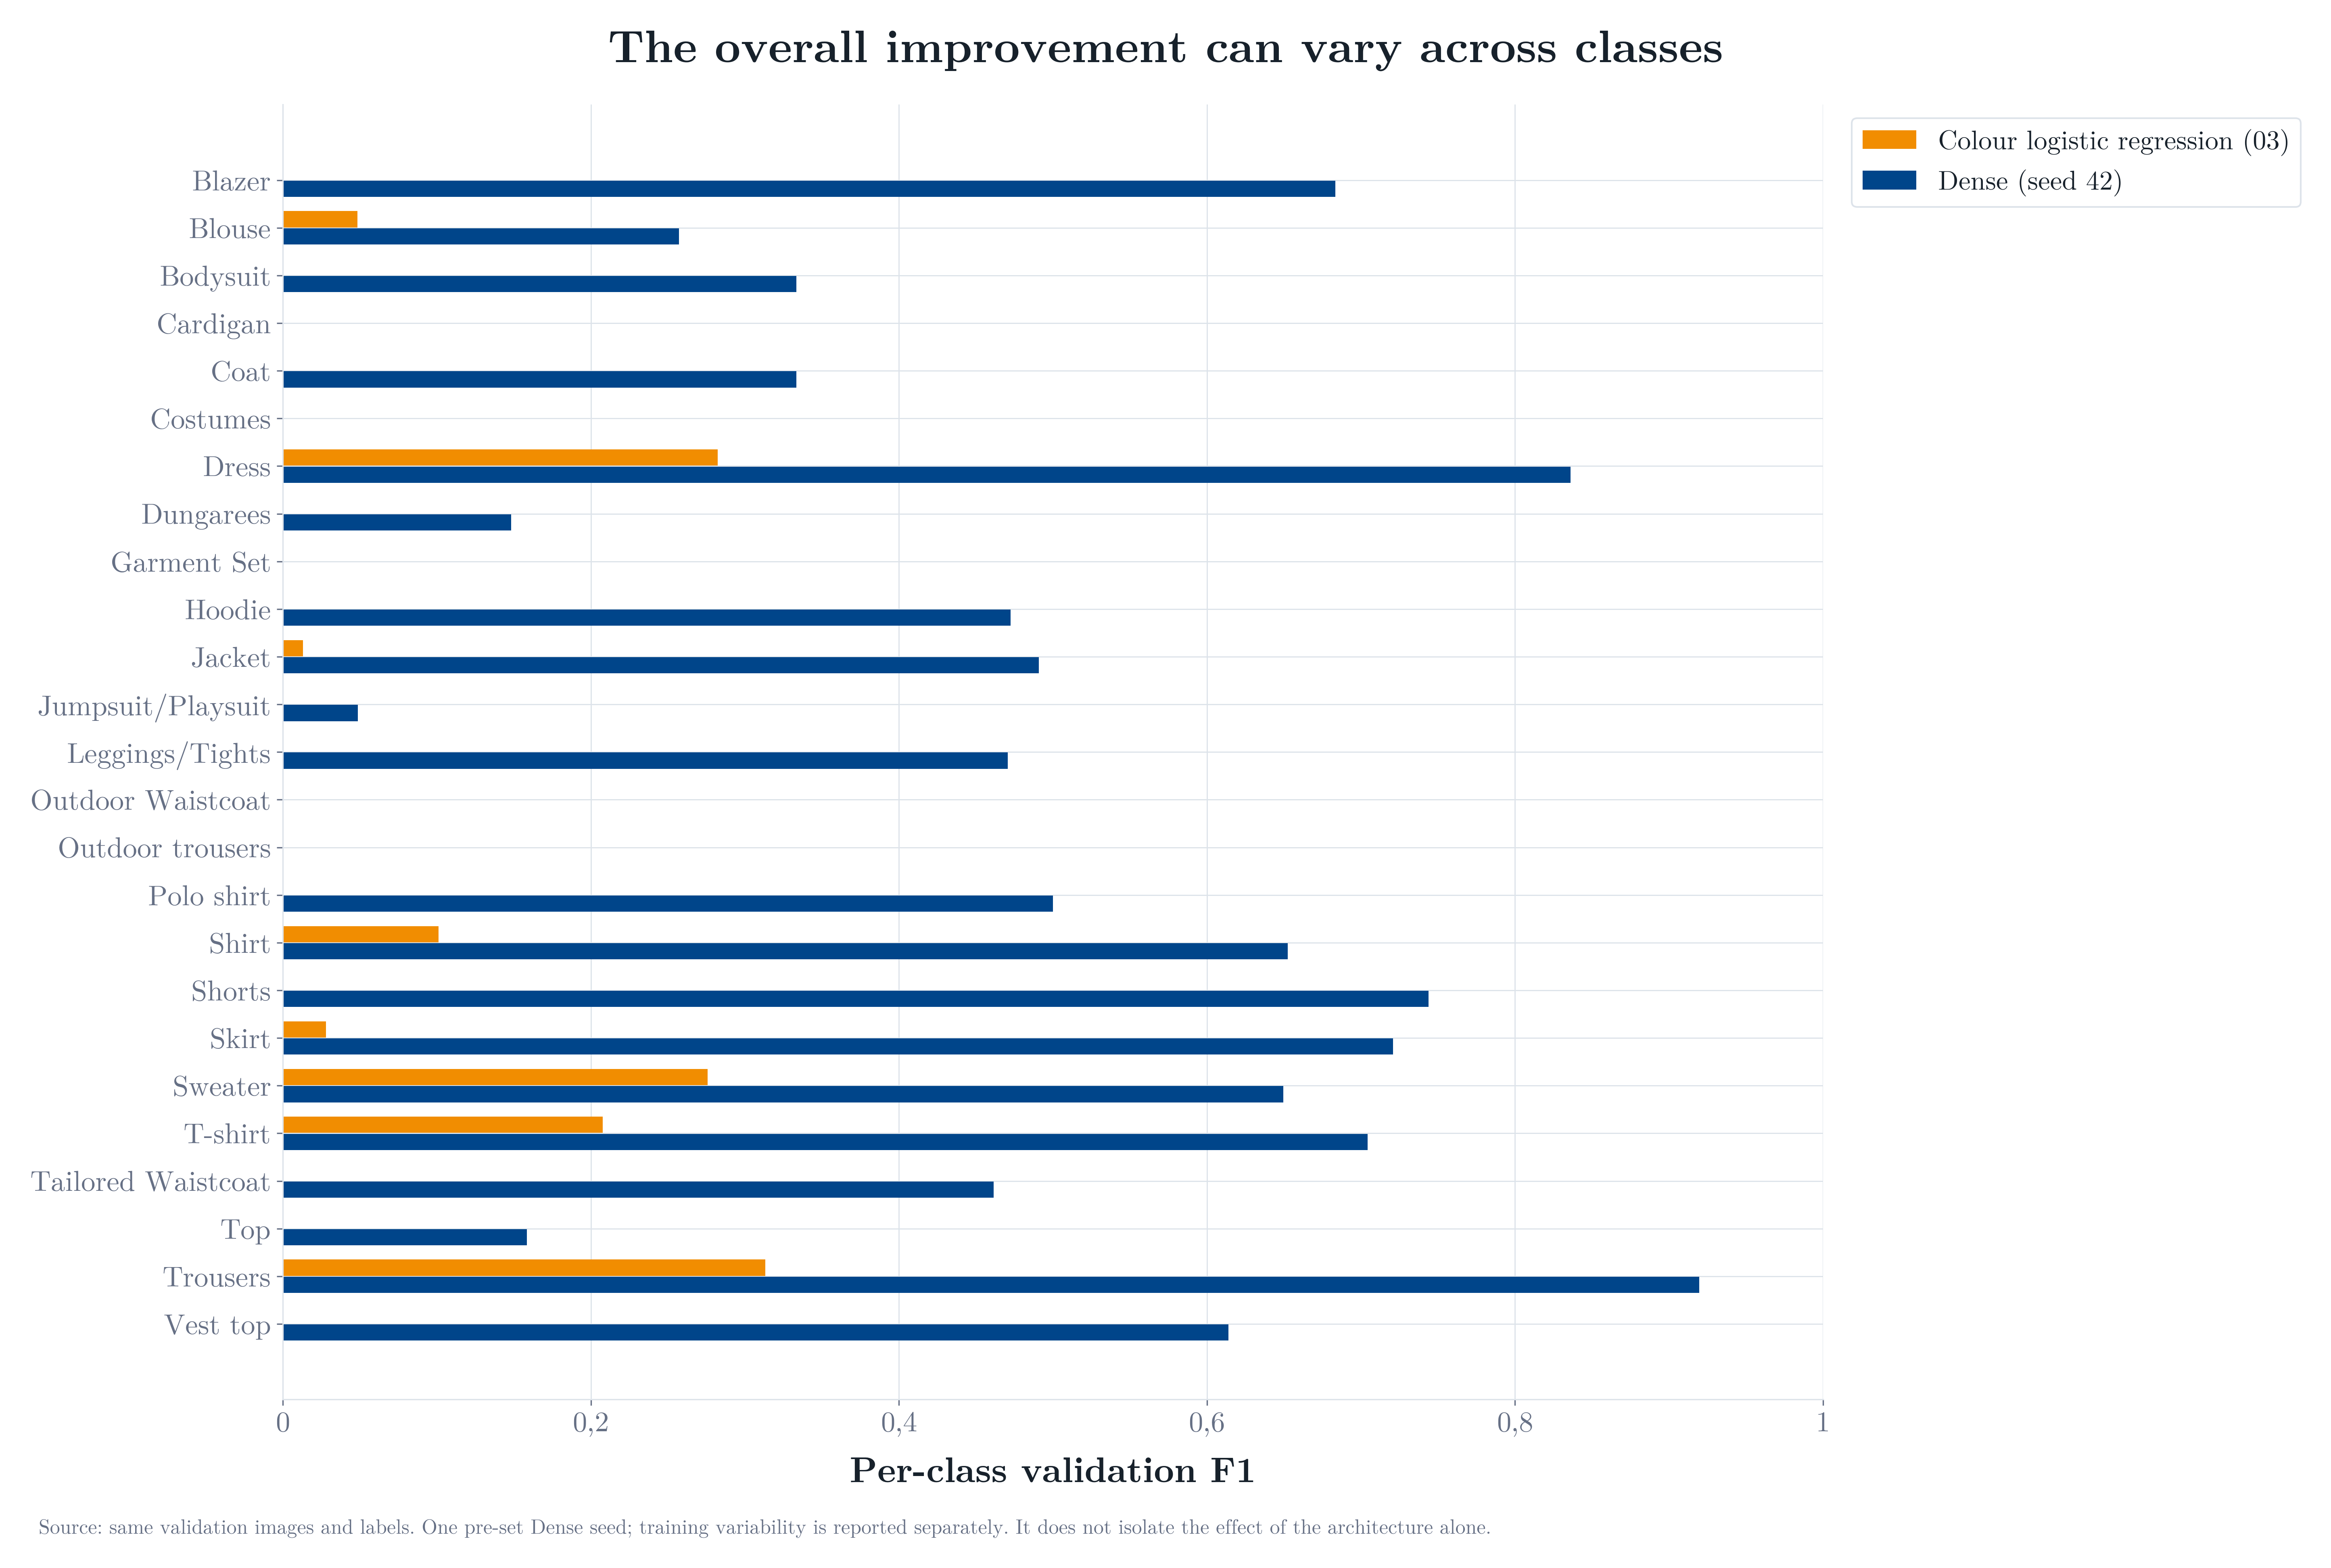 The overall improvement can vary across classes
Colour logistic regression (03)
Dense (seed 42)
Blazer
Blouse
Bodysuit
Cardigan
Coat
Costumes
Dress
Dungarees
Garment Set
Hoodie
Jacket
Jumpsuit/Playsuit
Leggings/Tights
Outdoor Waistcoat
Outdoor trousers
Polo shirt
Shirt
Shorts
Skirt
Sweater
T-shirt
Tailored Waistcoat
Top
Trousers
Vest top
0 0,2 0,4 0,6 0,8 1
Per-class validation F1
Source: same validation images and labels. One pre-set Dense seed; training variability is reported separately. It does not isolate the effect of the architecture alone.